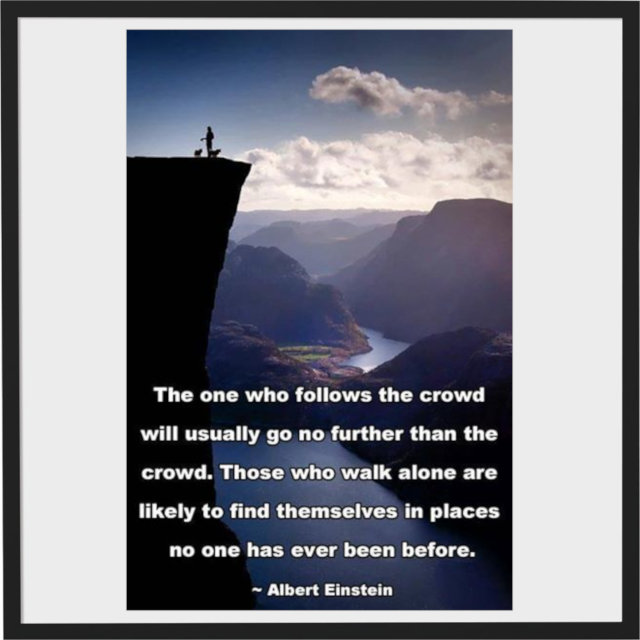 The one who follows the crowd
will usually go no further than the
crowd. Those who walk alone are
likely to find themselves in places
no one has ever been before.
~ Albert Einstein